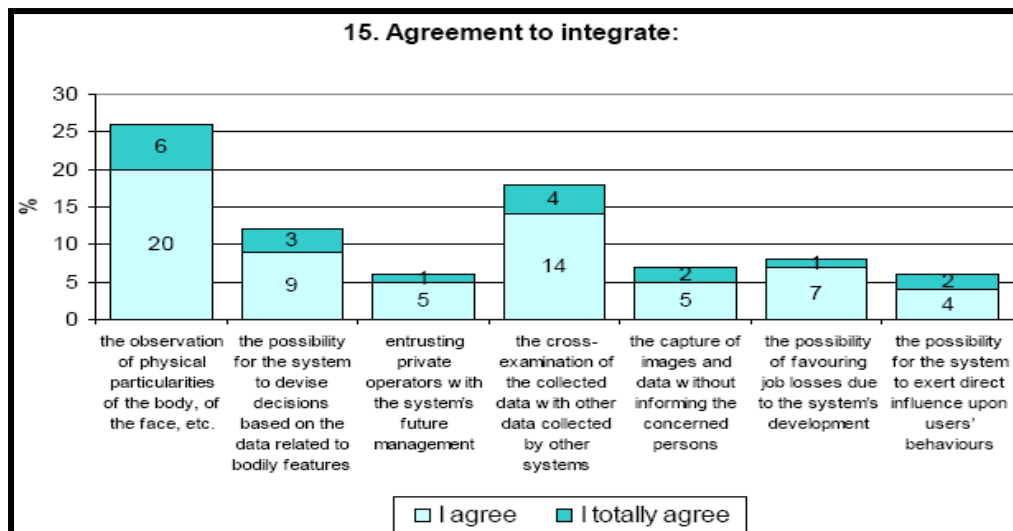 15. Agreement to integrate:
30
25
20
15
10
5
0
%
6
20
3
9
1
5
4
14
2
5
1
7
2
4
the observation
of physical
particularities
of the body, of
the face, etc.
the possibility
for the system
to devise
decisions
based on the
data related to
bodily features
entrusting
private
operators with
the system's
future
management
the cross-
examination of
the collected
data with other
data collected
by other
systems
the capture of
images and
data without
informing the
concerned
persons
the possibility
of favouring
job losses due
to the system's
development
the possibility
for the system
to exert direct
influence upon
users'
behaviours
I agree
I totally agree